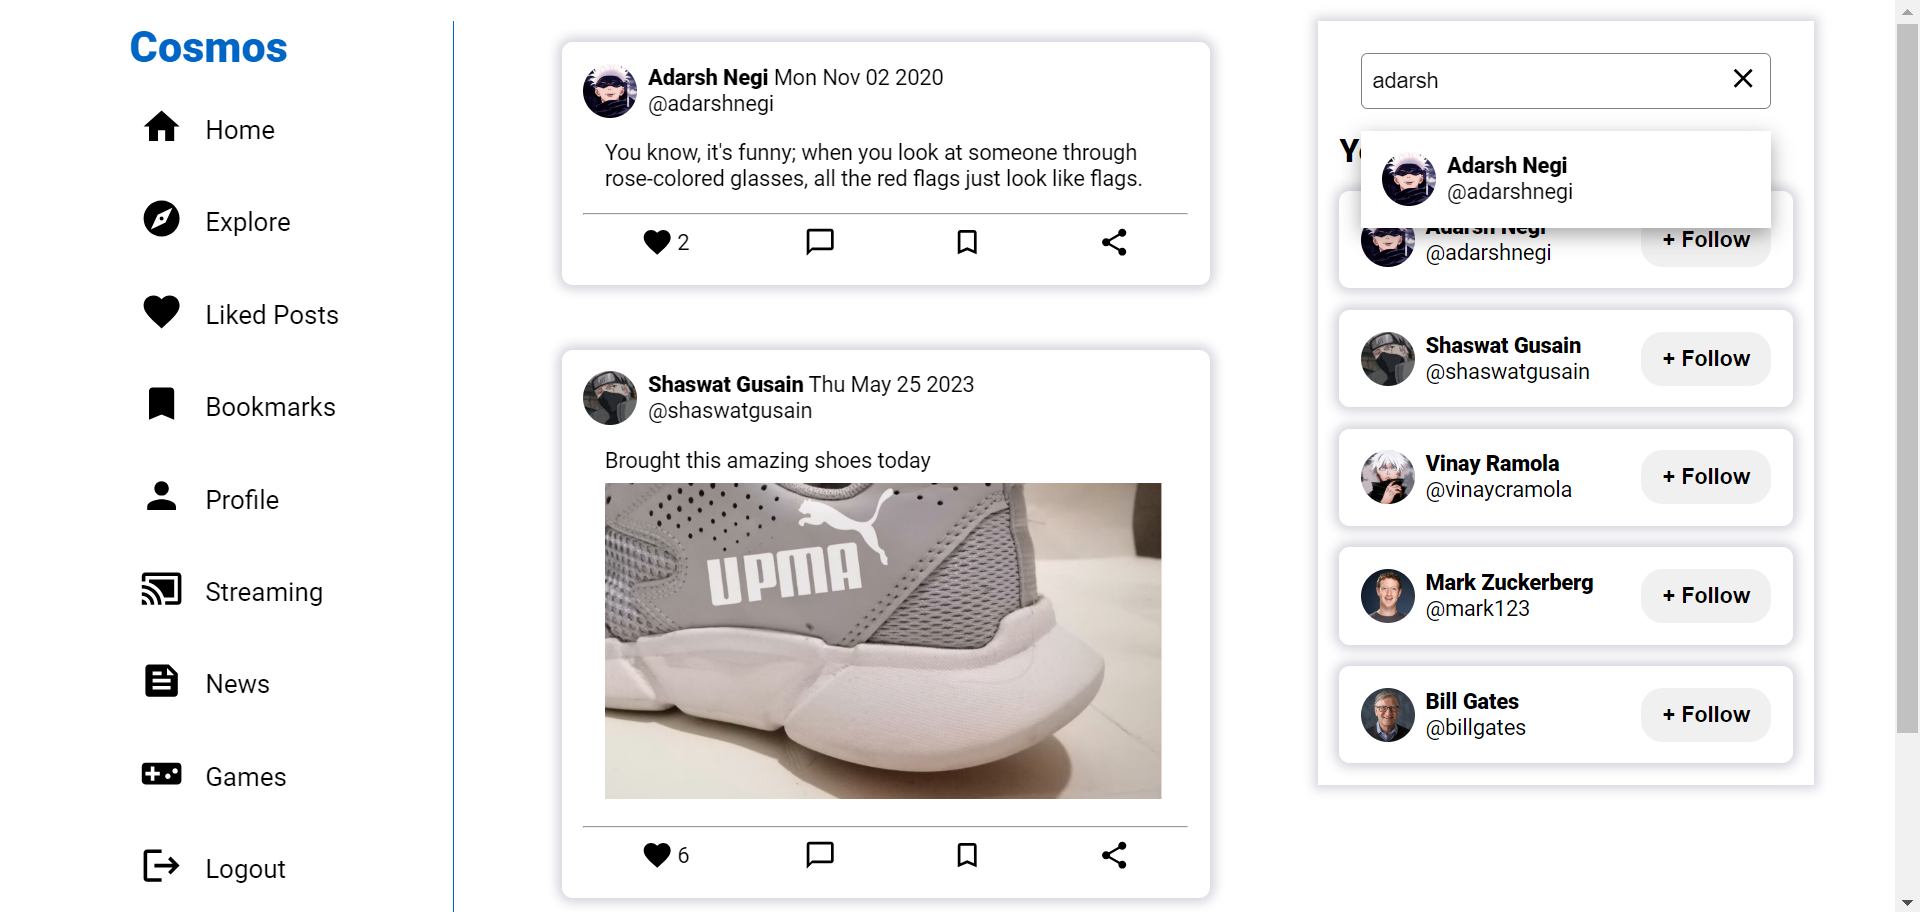 Cosmos
Home
Explore
Liked Posts
Bookmarks
Profile
Streaming
News
Games
Logout
Adarsh Negi Mon Nov 02 2020
@adarshnegi
You know, it's funny; when you look at someone through
rose-colored glasses, all the red flags just look like flags.
2
Shaswat Gusain Thu May 25 2023
@shaswatgusain
Brought this amazing shoes today
UPMA
6
adarsh
Adarsh Negi
@adarshnegi
Adarsh Negi
@adarshnegi
+ Follow
Shaswat Gusain
@shaswatgusain
+ Follow
Vinay Ramola
@vinaycramola
+ Follow
Mark Zuckerberg
@mark123
+ Follow
Bill Gates
@billgates
+ Follow